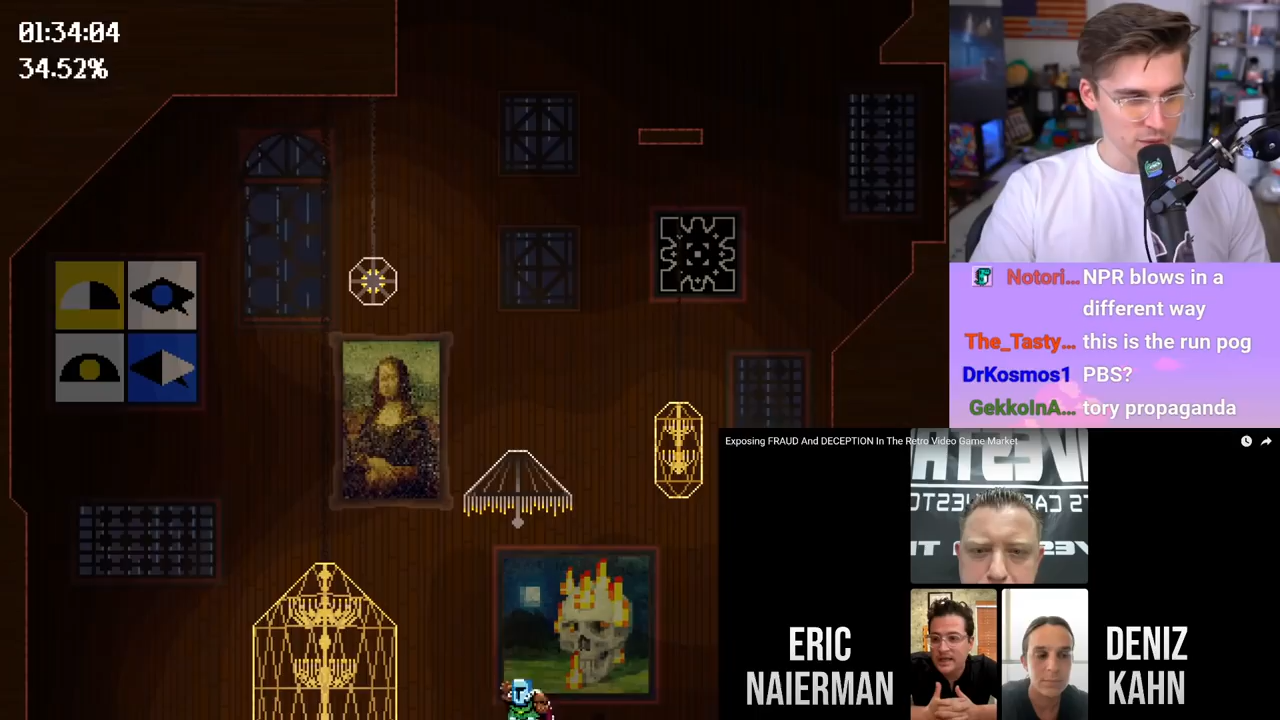 01:34:04
34.52%
Notori... NPR blows in a
different way
The_Tasty... this is the run pog
DrKosmos1 PBS?
GekkoInA... tory propaganda
Exposing FRAUD And DECEPTION In The Retro Video Game Market
ERIC
NAIERMAN
DENIZ
KAHN